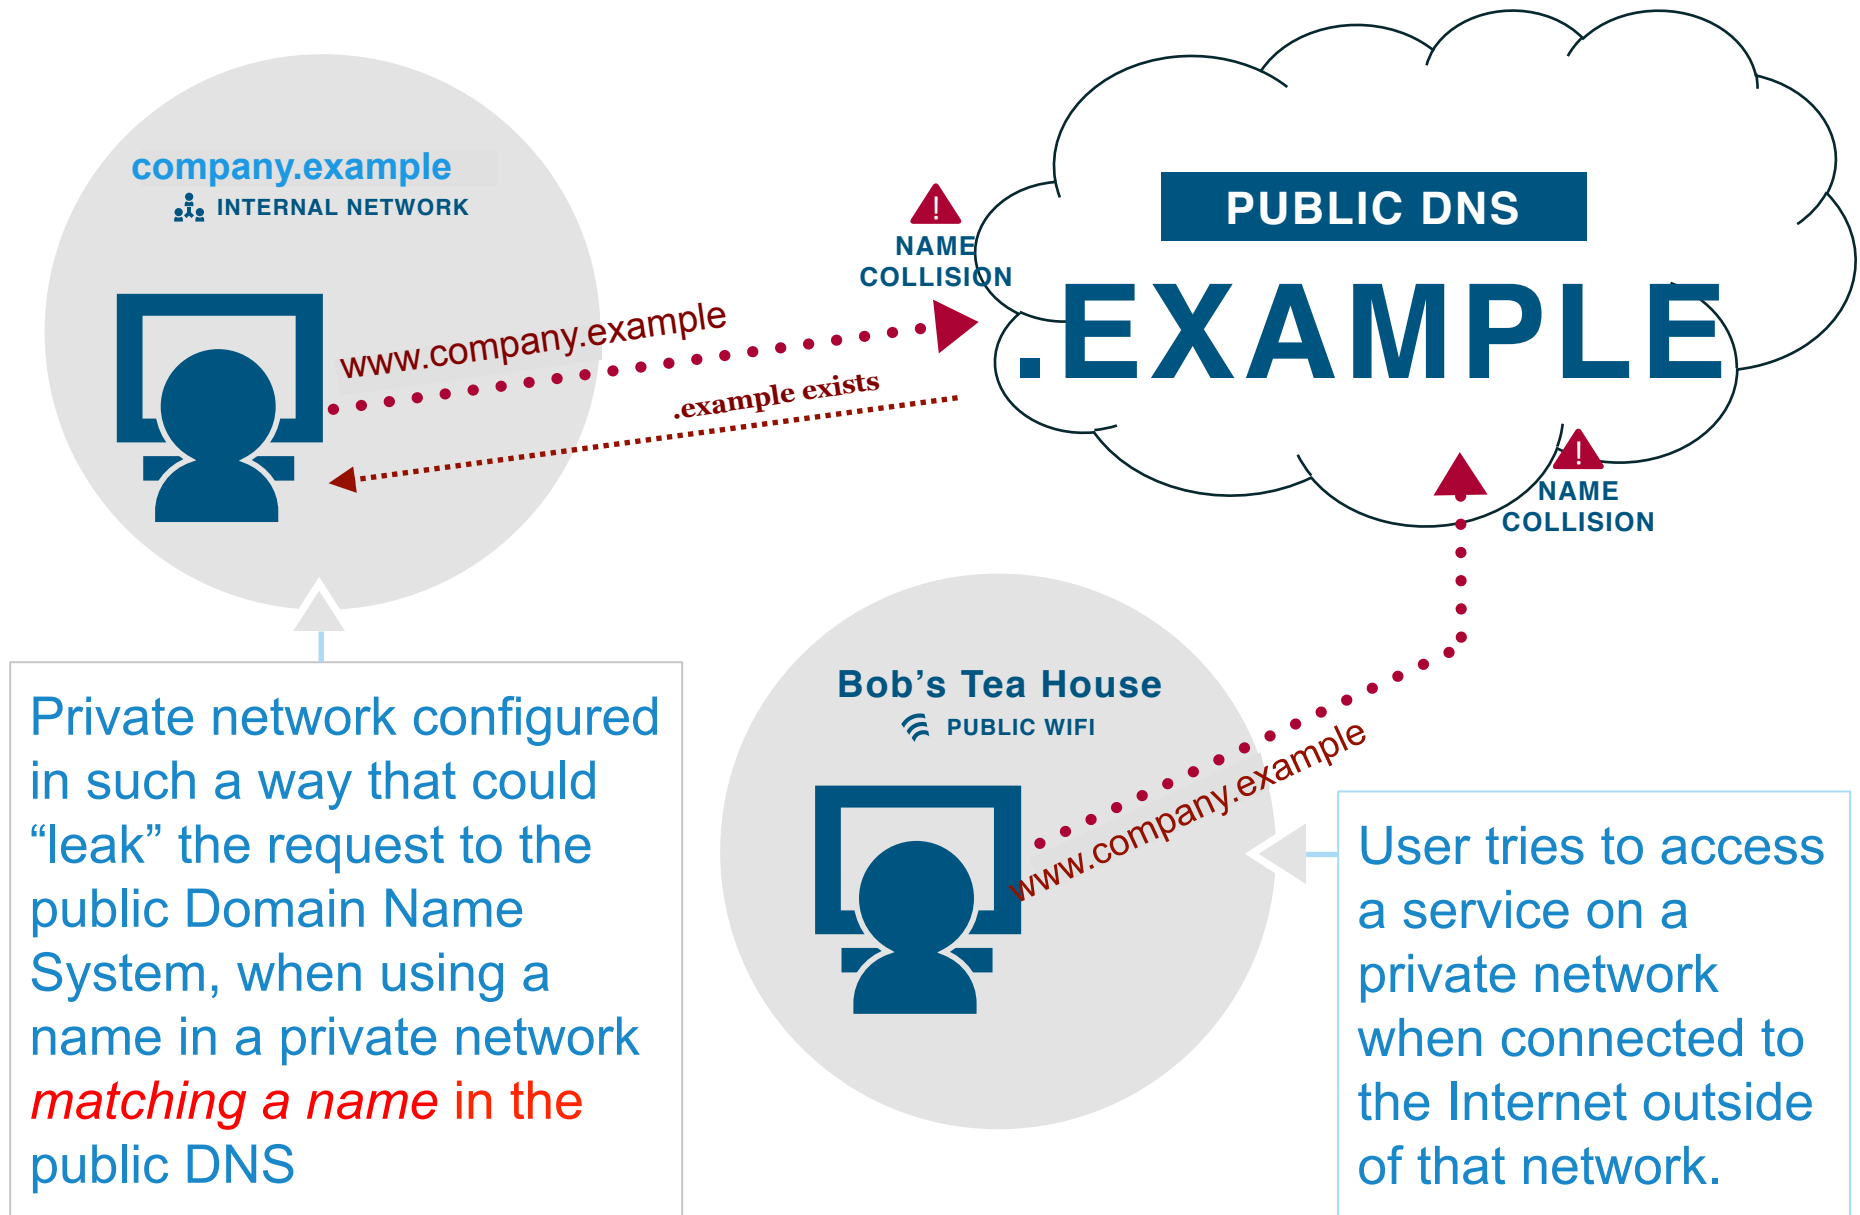 company.example
INTERNAL NETWORK
www.company.example
.example exists
!
NAME
COLLISION
PUBLIC DNS
.EXAMPLE
!
NAME
COLLISION
Bob’s Tea House
PUBLIC WIFI
www.company.example
Private network configured
in such a way that could
“leak” the request to the
public Domain Name
System, when using a
name in a private network
matching a name in the
public DNS
User tries to access
a service on a
private network
when connected to
the Internet outside
of that network.